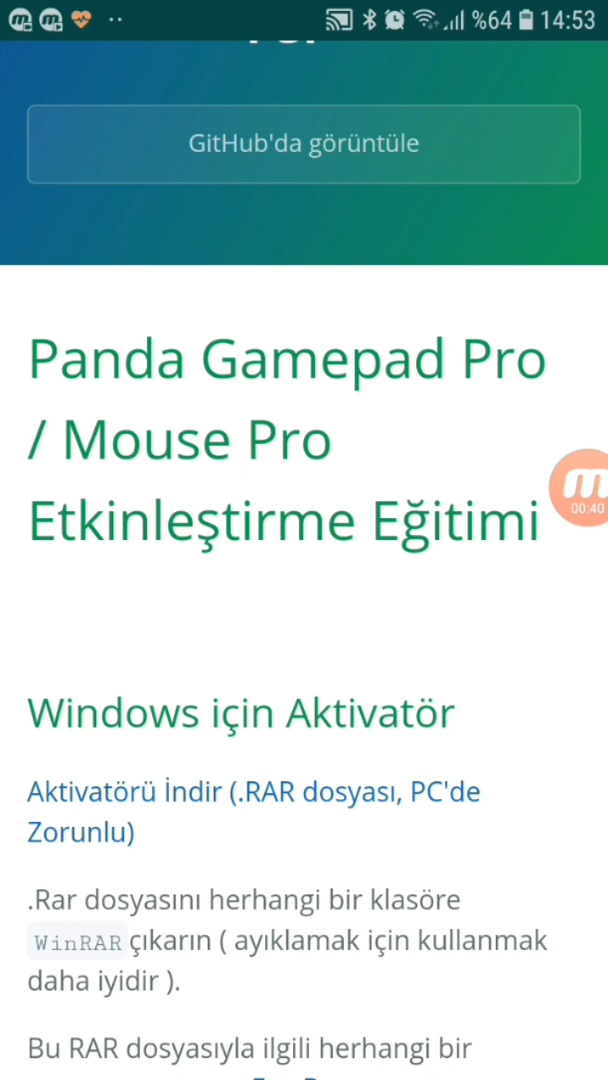 %64 14:53
GitHub'da görüntüle
Panda Gamepad Pro
/ Mouse Pro
Etkinleştirme Eğitimi
00:40
Windows için Aktivatör
Aktivatörü İndir (.RAR dosyası, PC'de
Zorunlu)
.Rar dosyasını herhangi bir klasöre
WinRAR çıkarın ( ayıklamak için kullanmak
daha iyidir ).
Bu RAR dosyasıyla ilgili herhangi bir